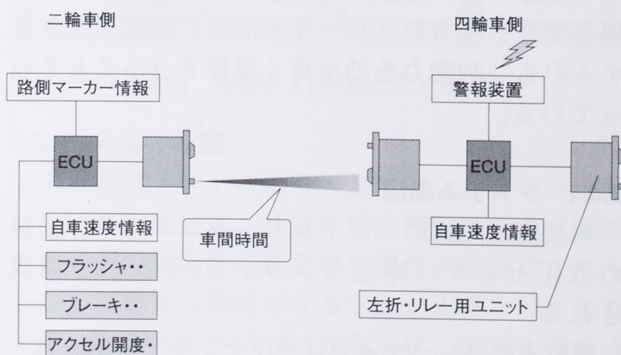 二輪車側
路側マーカー情報
ECU
自車速度情報
フラッシャ・・
ブレーキ・・
アクセル開度・
車間時間
四輪車側
警報装置
ECU
自車速度情報
左折・リレー用ユニット